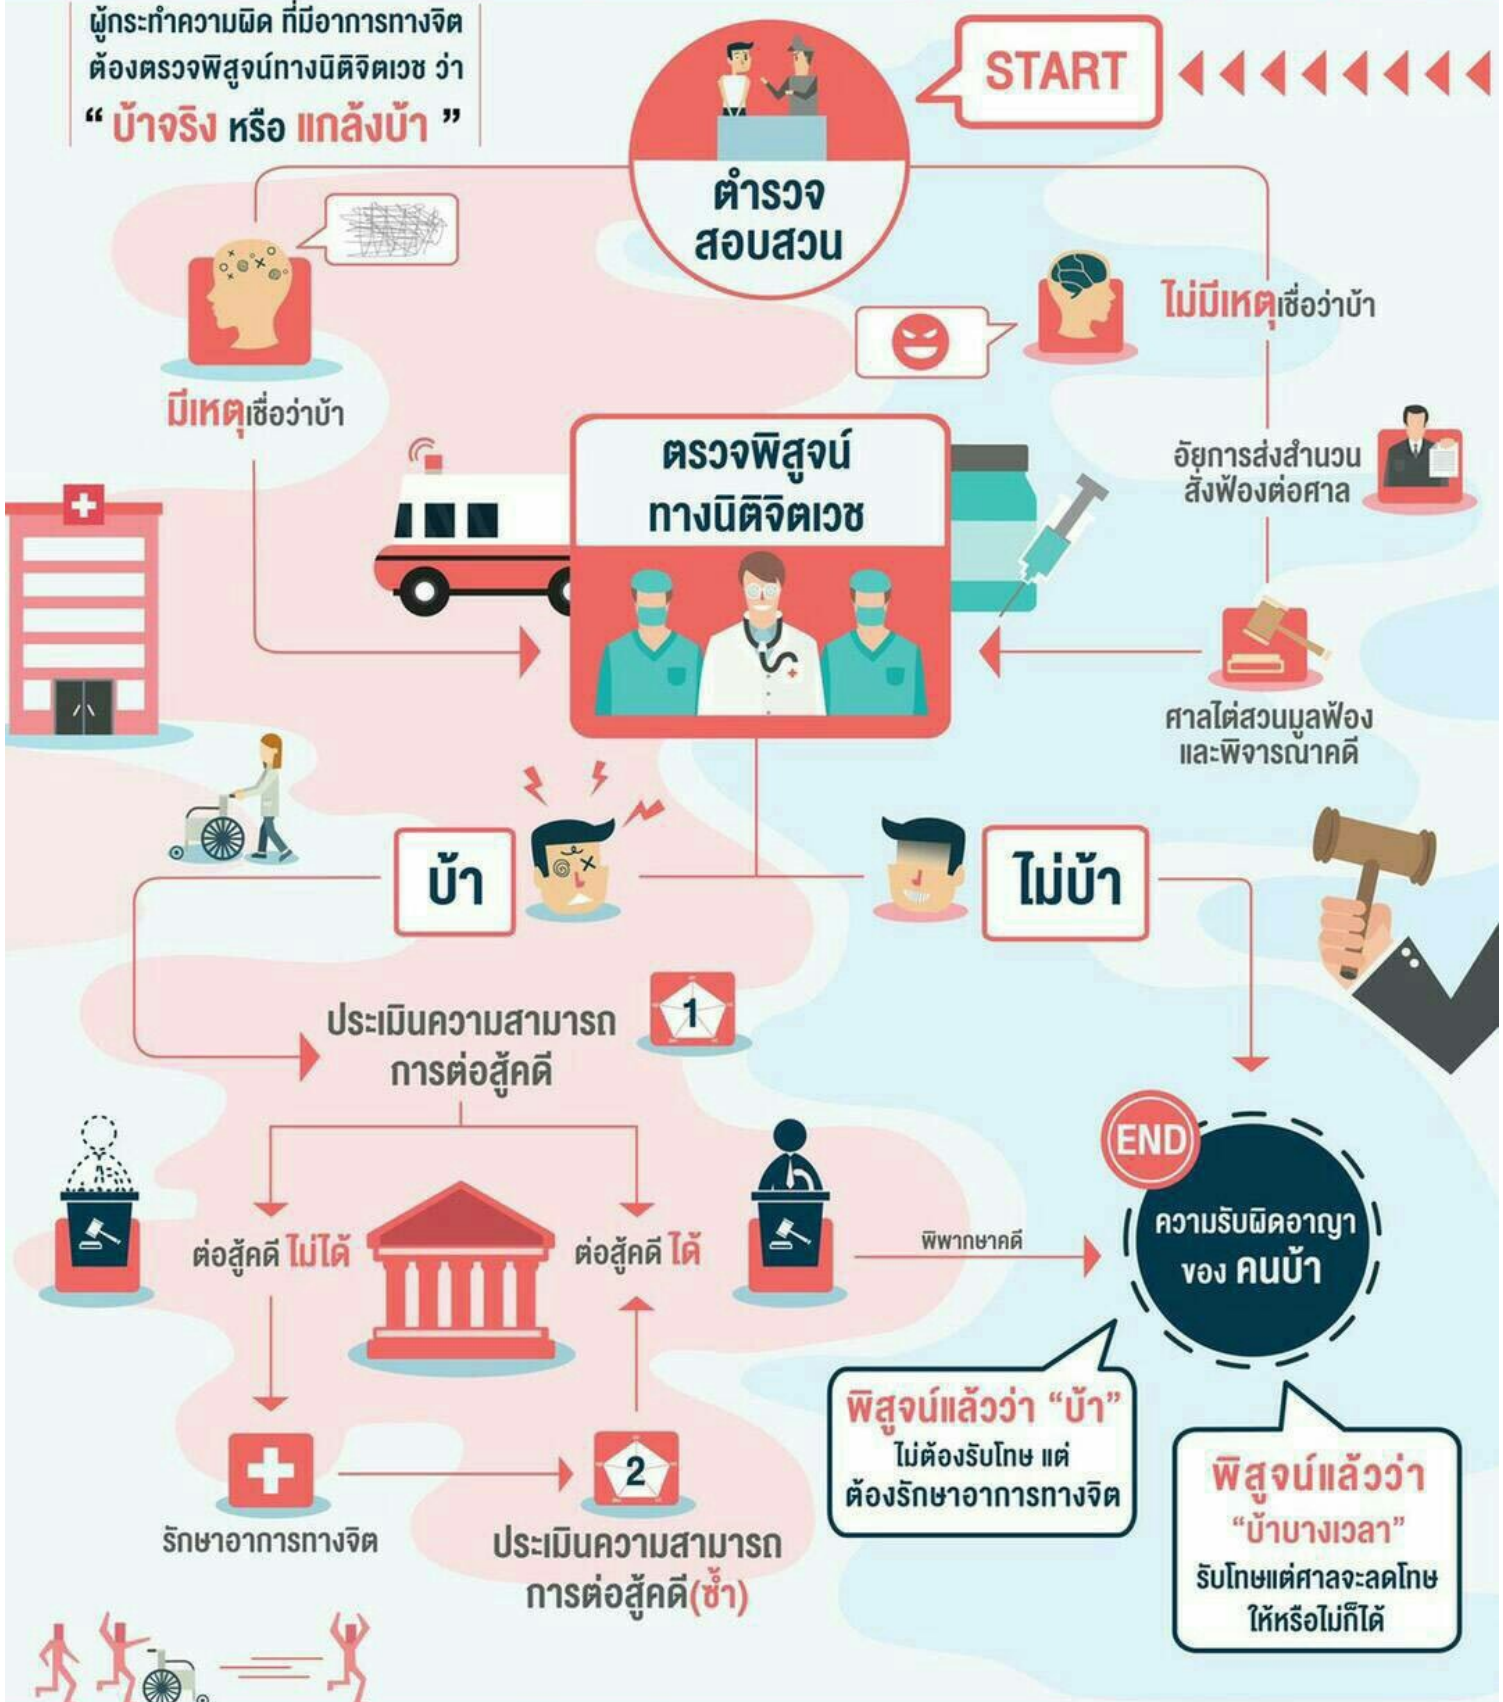 ผู้กระทำความผิด ที่มีอาการทางจิต
ต้องตรวจพิสูจน์ทางนิติจิตเวช ว่า
“ บ้าจริง หรือ แกล้งบ้า ”
START
ตำรวจ
สอบสวน
มีเหตุเชื่อว่าบ้า
ไม่มีเหตุเชื่อว่าบ้า
อัยการส่งสำนวน
สั่งฟ้องต่อศาล
ศาลไต่สวนมูลฟ้อง
และพิจารณาคดี
ตรวจพิสูจน์
ทางนิติจิตเวช
บ้า
ไม่บ้า
ประเมินความสามารถ
การต่อสู้คดี
1
ต่อสู้คดี ไม่ได้
ต่อสู้คดี ได้
รักษาอาการทางจิต
2
ประเมินความสามารถ
การต่อสู้คดี(ซ้ำ)
พิพากษาคดี
END
ความรับผิดอาญา
ของ คนบ้า
พิสูจน์แล้วว่า “บ้า”
ไม่ต้องรับโทษ แต่
ต้องรักษาอาการทางจิต
พิสูจน์แล้วว่า
“บ้าบางเวลา”
รับโทษแต่ศาลจะลดโทษ
ให้หรือไม่ก็ได้